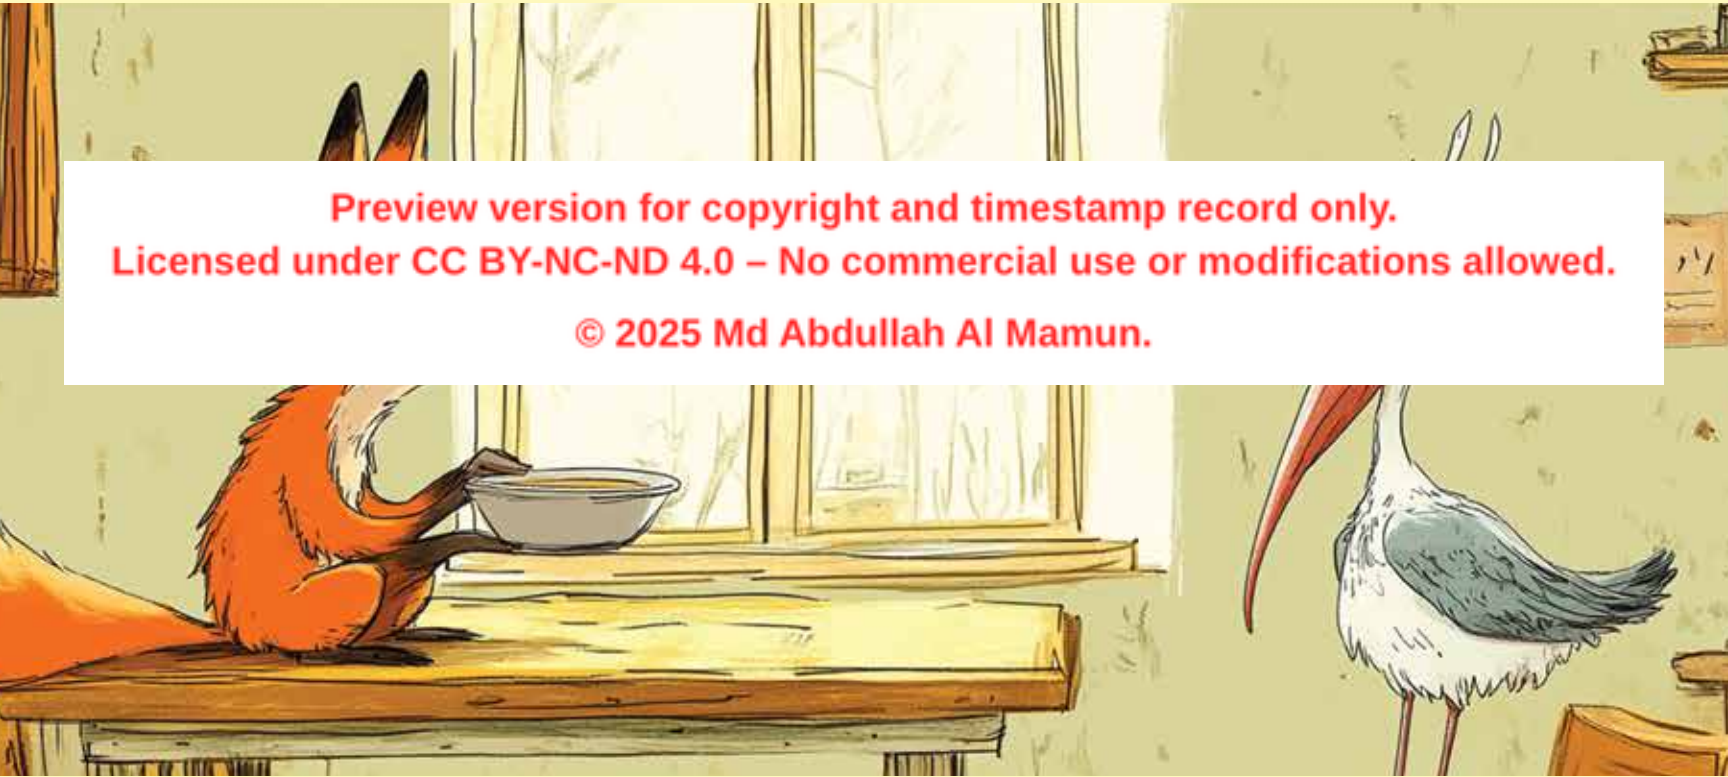 Preview version for copyright and timestamp record only.
Licensed under CC BY-NC-ND 4.0 – No commercial use or modifications allowed.
© 2025 Md Abdullah Al Mamun.